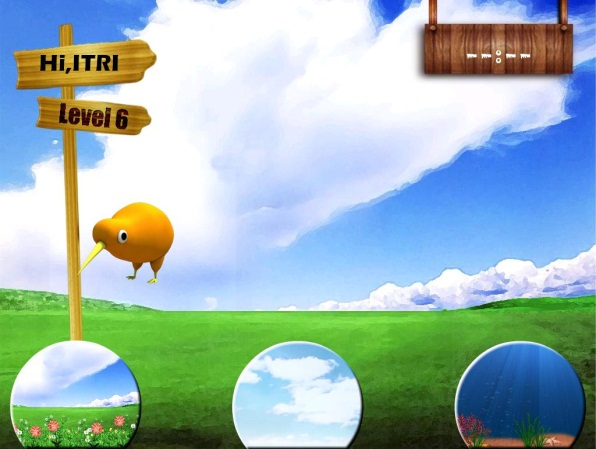 Hi,ITRI
Level 6
-- : --